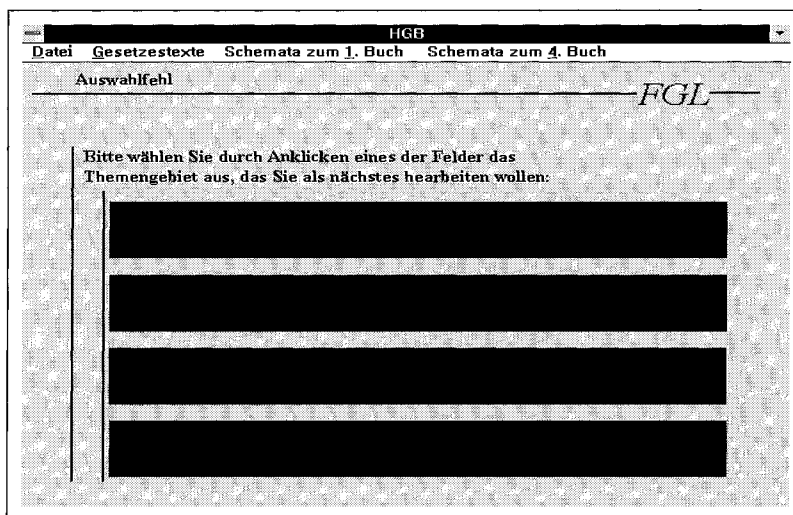 HGB
Datei Gesetzestexte Schemata zum 1. Buch Schemata zum 4. Buch
Auswahlfehl
FGL
Bitte wählen Sie durch Anklicken eines der Felder das
Themengebiet aus, das Sie als nächstes hearbeiten wollen: